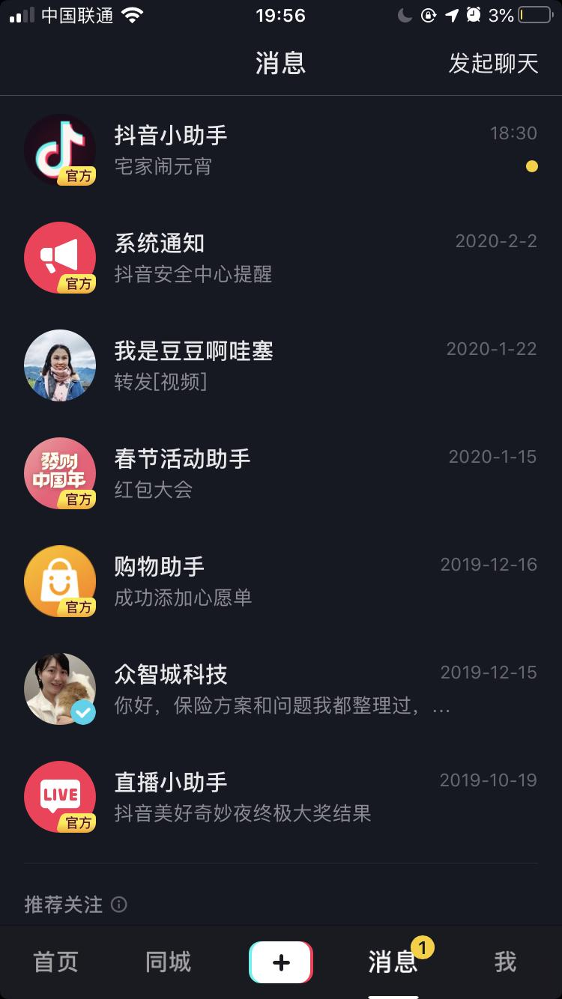 中国联通 19:56 3%
消息 发起聊天
抖音小助手 18:30
宅家闹元宵
官方
系统通知 2020-2-2
抖音安全中心提醒
官方
我是豆豆啊哇塞 2020-1-22
转发[视频]
發财
中国年
官方
春节活动助手 2020-1-15
红包大会
购物助手 2019-12-16
成功添加心愿单
官方
众智城科技 2019-12-15
你好，保险方案和问题我都整理过，...
直播小助手 2019-10-19
LIVE
抖音美好奇妙夜终极大奖结果
官方
推荐关注
首页 同城 消息 1 我